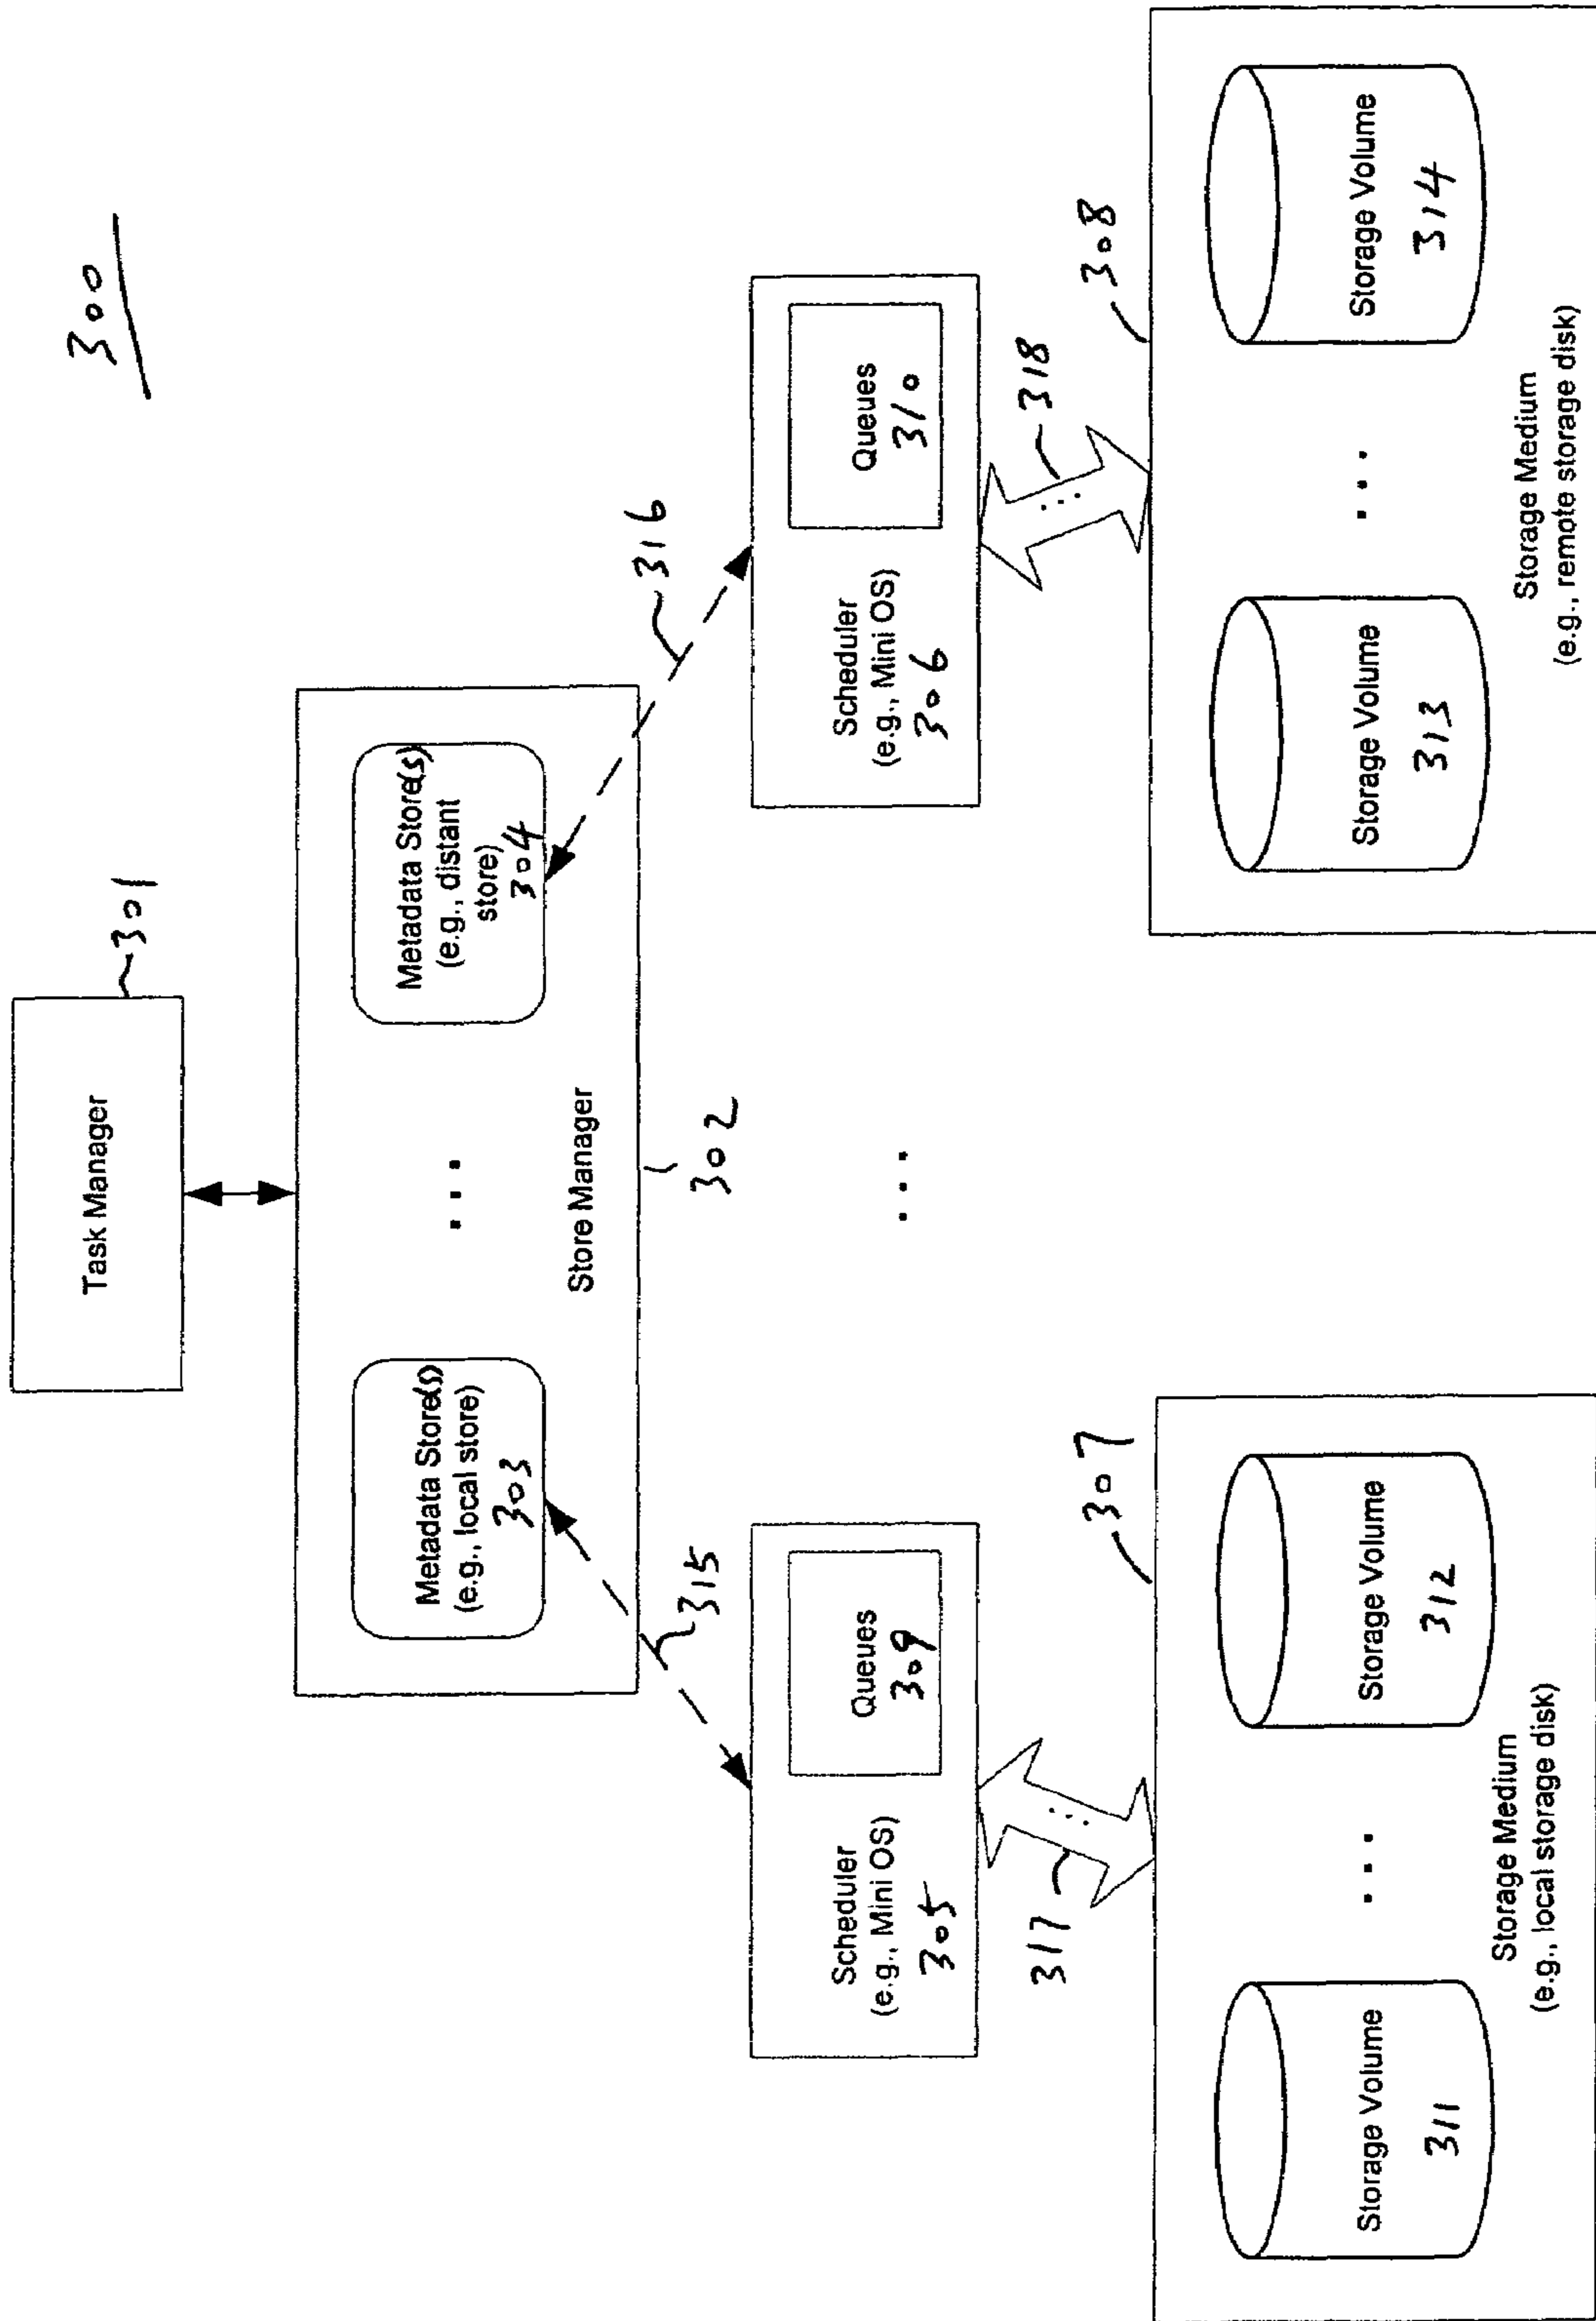 300
Task Manager
301
Metadata Store(s)
(e.g., local store)
303
...
Metadata Store(s)
(e.g., distant
store)
304
Store Manager
302
315
316
Scheduler
(e.g., Mini OS)
305
Queues
309
...
Scheduler
(e.g., Mini OS)
306
Queues
310
317
...
307
318
...
308
Storage Volume
311
...
Storage Volume
312
Storage Medium
(e.g., local storage disk)
Storage Volume
313
...
Storage Volume
314
Storage Medium
(e.g., remote storage disk)